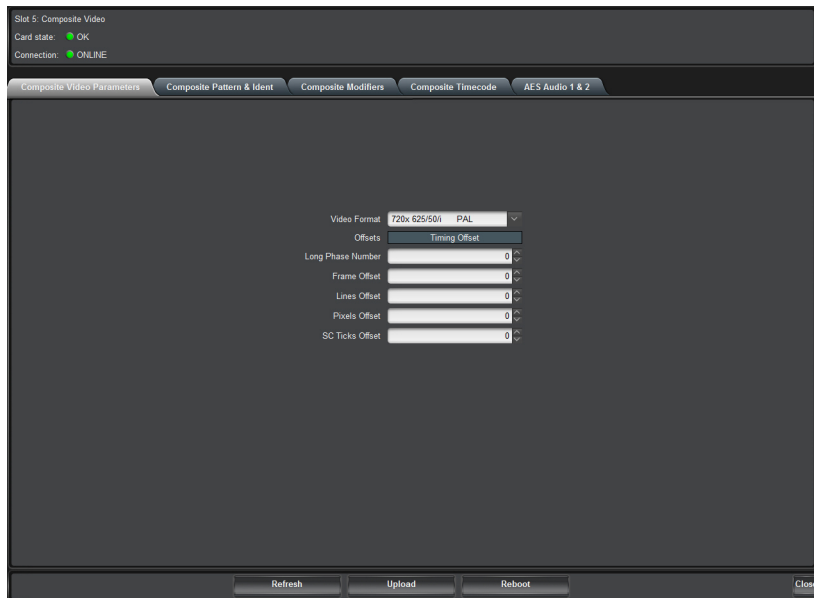 Slot 5: Composite Video
Card state: OK
Connection: ONLINE
Composite Video Parameters Composite Pattern & Ident Composite Modifiers Composite Timecode AES Audio 1 & 2
Video Format 720x 625/50/i PAL
Offsets Timing Offset
Long Phase Number 0
Frame Offset 0
Lines Offset 0
Pixels Offset 0
SC Ticks Offset 0
Refresh Upload Reboot Close